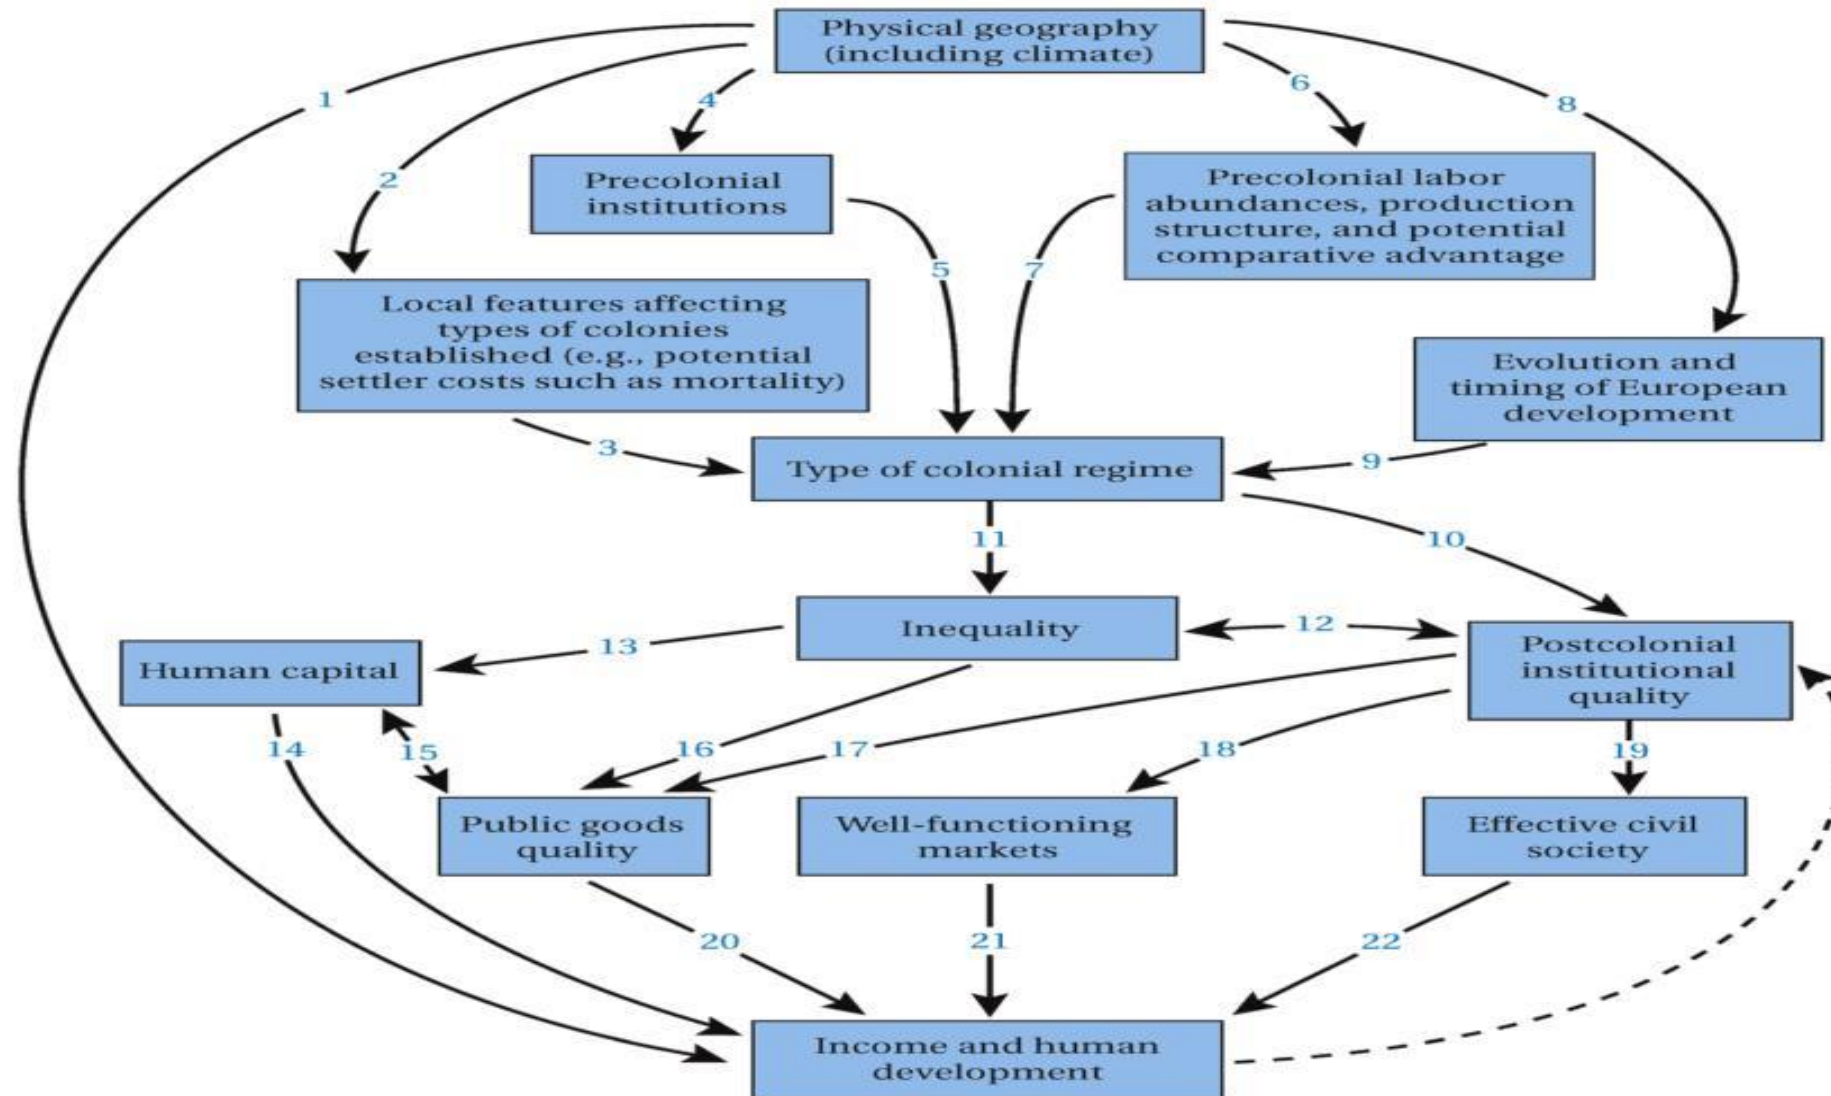 Physical geography
(including climate)
1
4
6
8
2
Precolonial
institutions
Precolonial labor
abundances, production
structure, and potential
comparative advantage
5
7
Local features affecting
types of colonies
established (e.g., potential
settler costs such as mortality)
Evolution and
timing of European
development
3
Type of colonial regime
9
11
10
Inequality
12
Postcolonial
institutional
quality
13
Human capital
14
15
16
17
18
19
Public goods
quality
Well-functioning
markets
Effective civil
society
20
21
22
Income and human
development